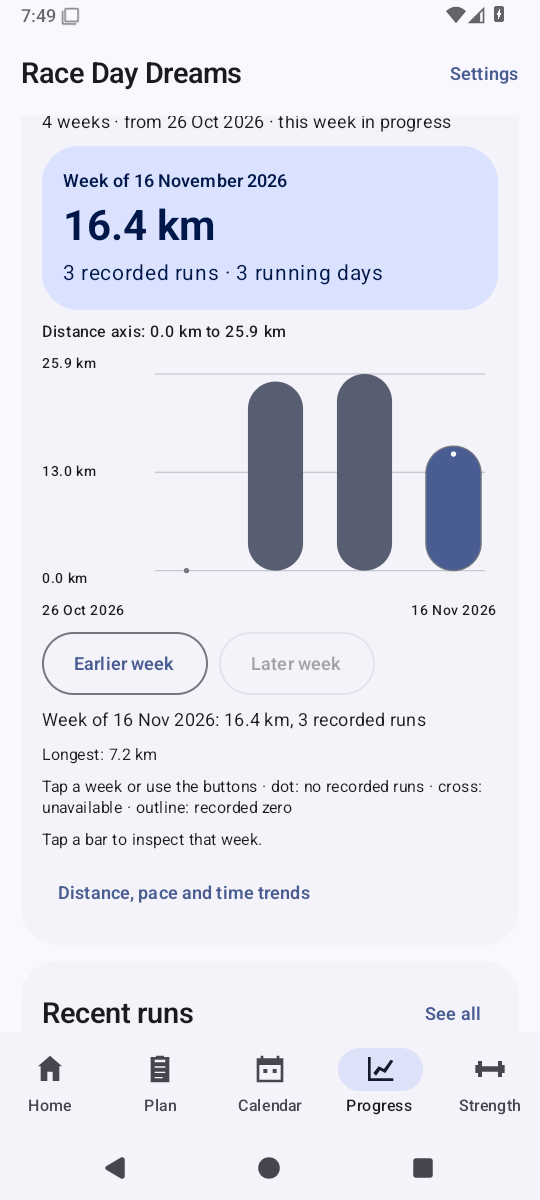 7:49
Race Day Dreams
Settings
4 weeks · from 26 Oct 2026 · this week in progress
Week of 16 November 2026
16.4 km
3 recorded runs · 3 running days
Distance axis: 0.0 km to 25.9 km
25.9 km
13.0 km
0.0 km
26 Oct 2026
16 Nov 2026
Earlier week
Later week
Week of 16 Nov 2026: 16.4 km, 3 recorded runs
Longest: 7.2 km
Tap a week or use the buttons · dot: no recorded runs · cross:
unavailable · outline: recorded zero
Tap a bar to inspect that week.
Distance, pace and time trends
Recent runs
See all
Home
Plan
Calendar
Progress
Strength